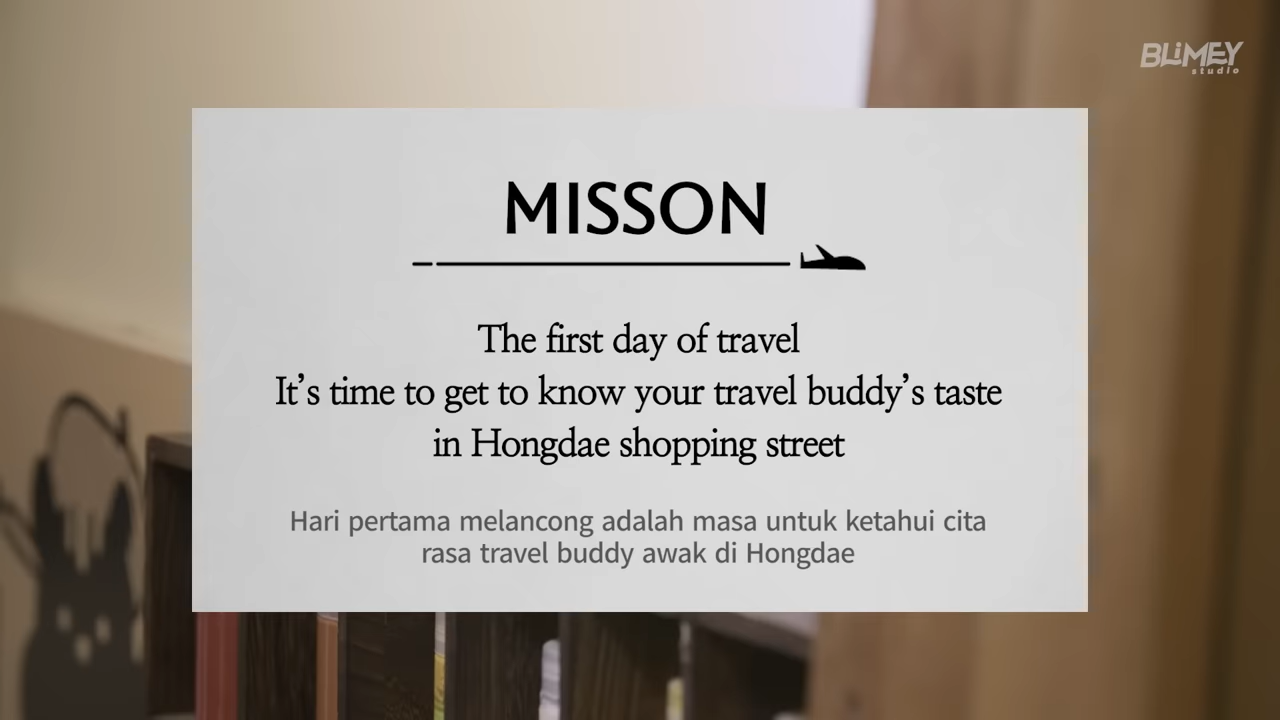 BLiMEY
studio
MISSON
The first day of travel
It's time to get to know your travel buddy's taste
in Hongdae shopping street
Hari pertama melancong adalah masa untuk ketahui cita
rasa travel buddy awak di Hongdae